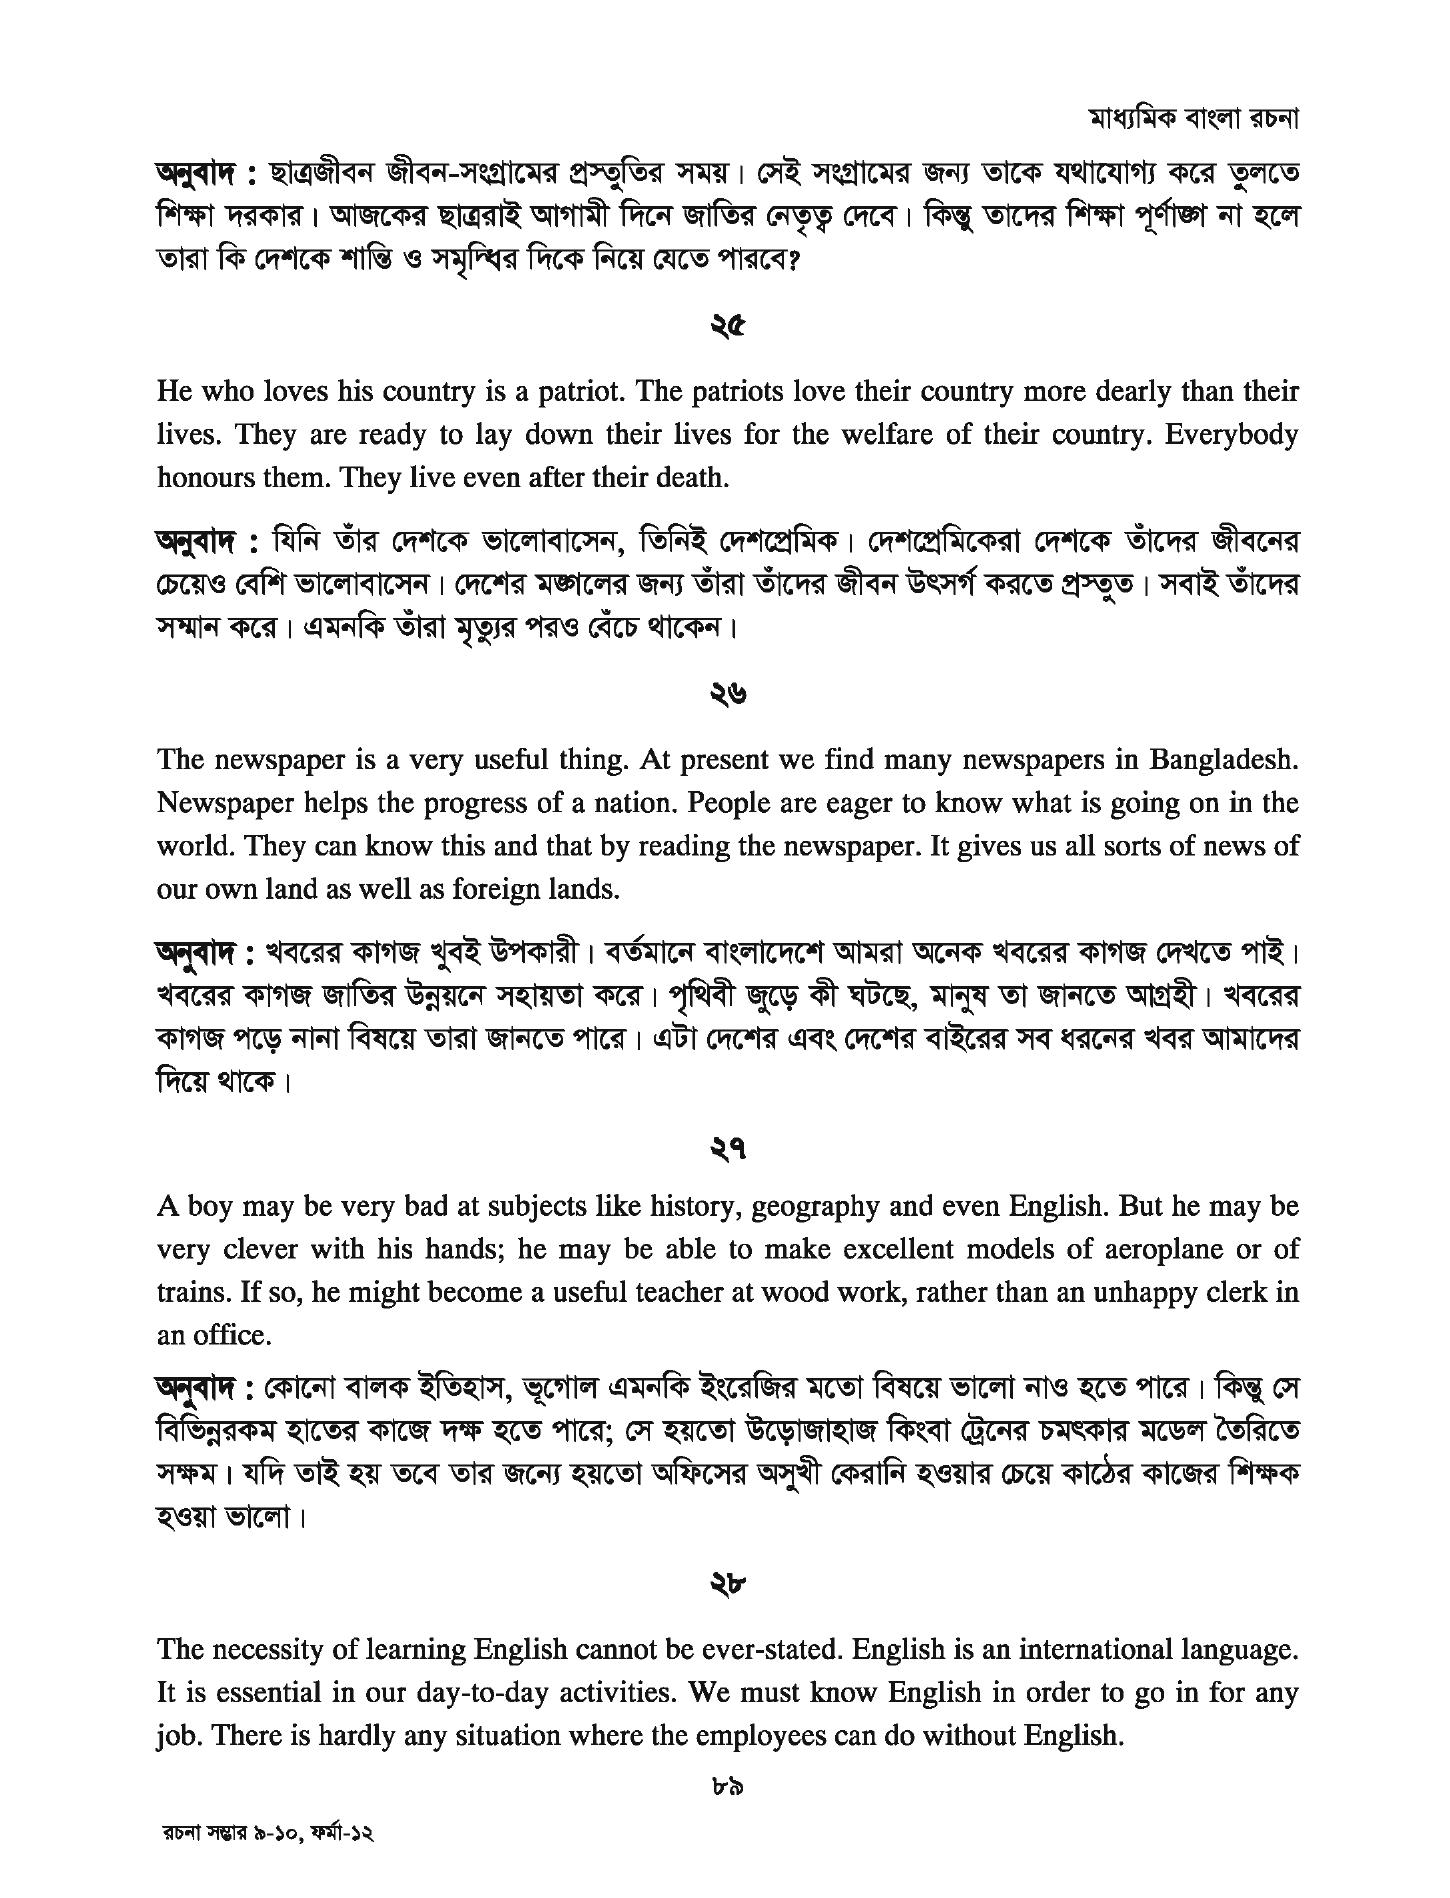 মাধ্যমিক বাংলা রচনা
অনুবাদ : ছাত্রজীবন জীবন-সংগ্রামের প্রস্তুতির সময়। সেই সংগ্রামের জন্য তাকে যথাযোগ্য করে তুলতে
শিক্ষা দরকার। আজকের ছাত্ররাই আগামী দিনে জাতির নেতৃত্ব দেবে। কিন্তু তাদের শিক্ষা পূর্ণাঙ্গ না হলে
তারা কি দেশকে শান্তি ও সমৃদ্ধির দিকে নিয়ে যেতে পারবে?
২৫
He who loves his country is a patriot. The patriots love their country more dearly than their
lives. They are ready to lay down their lives for the welfare of their country. Everybody
honours them. They live even after their death.
অনুবাদ : যিনি তাঁর দেশকে ভালোবাসেন, তিনিই দেশপ্রেমিক। দেশপ্রেমিকেরা দেশকে তাঁদের জীবনের
চেয়েও বেশি ভালোবাসেন। দেশের মঙ্গলের জন্য তাঁরা তাঁদের জীবন উৎসর্গ করতে প্রস্তুত। সবাই তাঁদের
সম্মান করে। এমনকি তাঁরা মৃত্যুর পরও বেঁচে থাকেন।
২৬
The newspaper is a very useful thing. At present we find many newspapers in Bangladesh.
Newspaper helps the progress of a nation. People are eager to know what is going on in the
world. They can know this and that by reading the newspaper. It gives us all sorts of news of
our own land as well as foreign lands.
অনুবাদ : খবরের কাগজ খুবই উপকারী। বর্তমানে বাংলাদেশে আমরা অনেক খবরের কাগজ দেখতে পাই।
খবরের কাগজ জাতির উন্নয়নে সহায়তা করে। পৃথিবী জুড়ে কী ঘটছে, মানুষ তা জানতে আগ্রহী। খবরের
কাগজ পড়ে নানা বিষয়ে তারা জানতে পারে। এটা দেশের এবং দেশের বাইরের সব ধরনের খবর আমাদের
দিয়ে থাকে।
২৭
A boy may be very bad at subjects like history, geography and even English. But he may be
very clever with his hands; he may be able to make excellent models of aeroplane or of
trains. If so, he might become a useful teacher at wood work, rather than an unhappy clerk in
an office.
অনুবাদ : কোনো বালক ইতিহাস, ভূগোল এমনকি ইংরেজির মতো বিষয়ে ভালো নাও হতে পারে। কিন্তু সে
বিভিন্নরকম হাতের কাজে দক্ষ হতে পারে; সে হয়তো উড়োজাহাজ কিংবা ট্রেনের চমৎকার মডেল তৈরিতে
সক্ষম। যদি তাই হয় তবে তার জন্যে হয়তো অফিসের অসুখী কেরানি হওয়ার চেয়ে কাঠের কাজের শিক্ষক
হওয়া ভালো।
২৮
The necessity of learning English cannot be ever-stated. English is an international language.
It is essential in our day-to-day activities. We must know English in order to go in for any
job. There is hardly any situation where the employees can do without English.
৮৯
রচনা সম্ভার ৯-১০, ফর্মা-১২